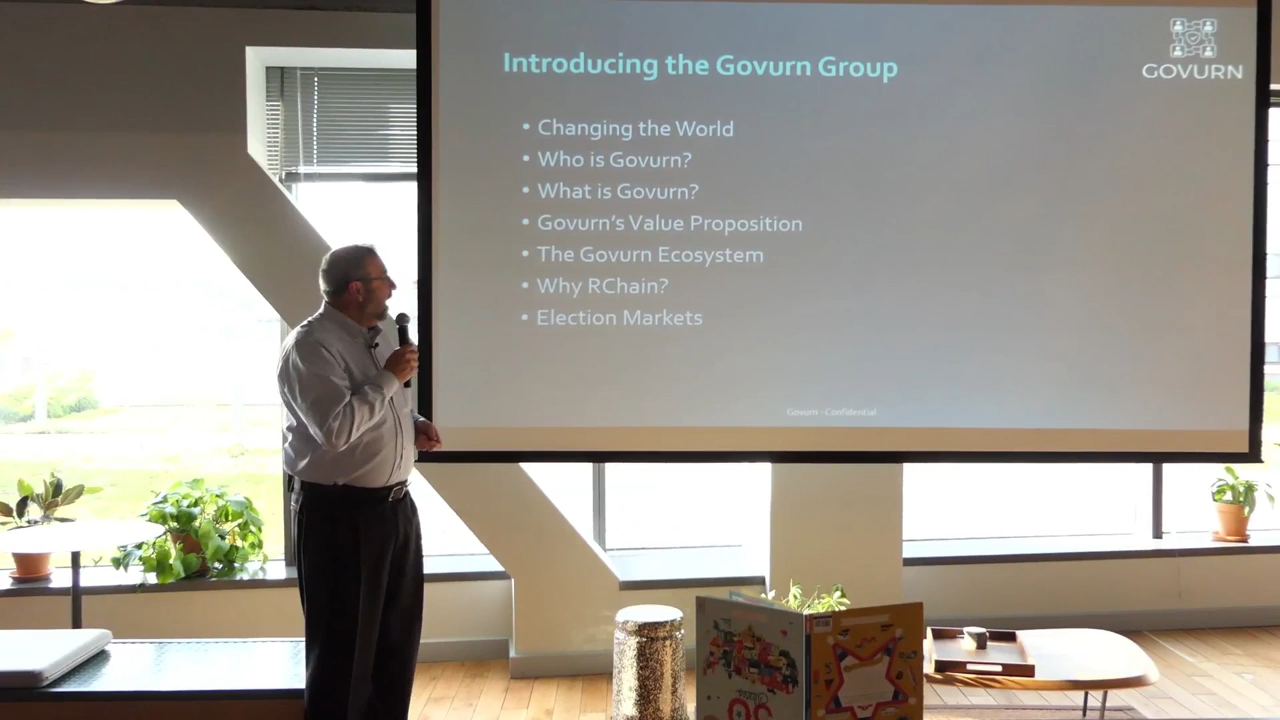 Introducing the Govurn Group
GOVURN
• Changing the World
• Who is Govurn?
• What is Govurn?
• Govurn's Value Proposition
• The Govurn Ecosystem
• Why RChain?
• Election Markets
Govurn - Confidential